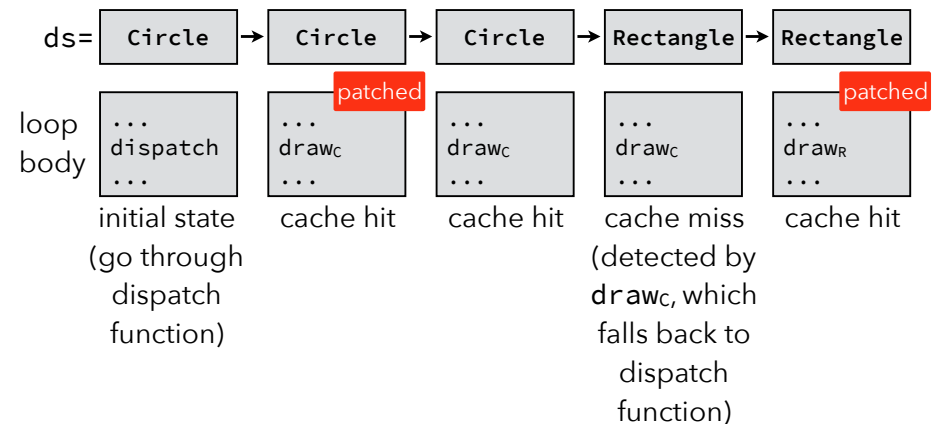 ds= Circle Circle Circle Rectangle Rectangle
patched patched
loop body
... ... ... ... ...
dispatch drawC drawC drawC drawR
... ... ... ... ...
initial state (go through dispatch function)
cache hit
cache hit
cache miss (detected by drawC, which falls back to dispatch function)
cache hit